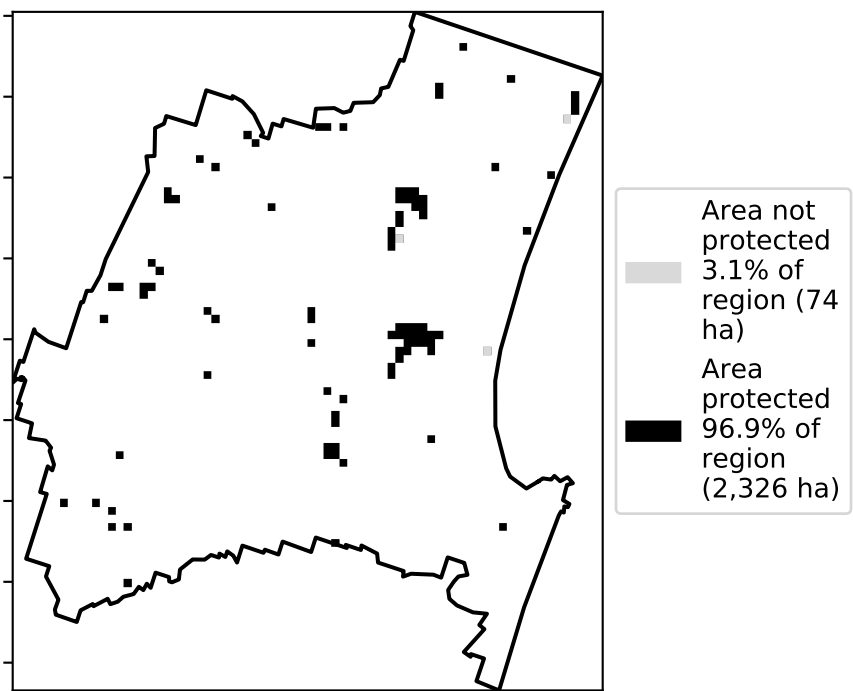 Area not
protected
3.1% of
region (74
ha)
Area
protected
96.9% of
region
(2,326 ha)